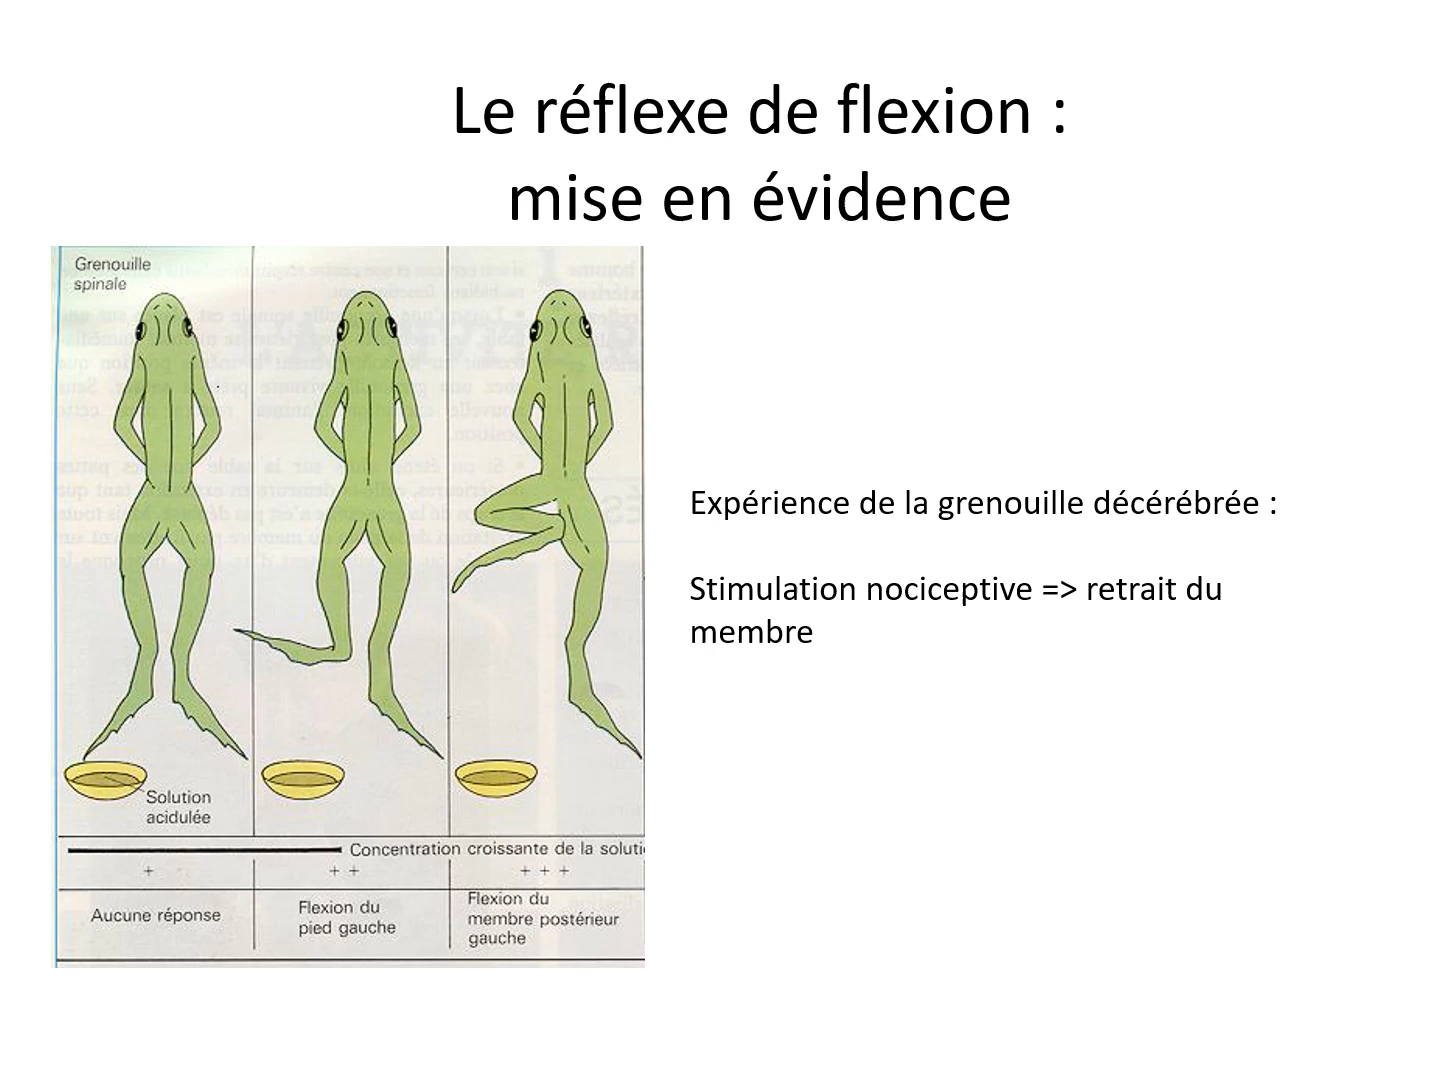 Le réflexe de flexion :
mise en évidence
Grenouille
spinale
Solution
acidulée
Concentration croissante de la soluti
+
+ +
+ + +
Aucune réponse
Flexion du
pied gauche
Flexion du
membre postérieur
gauche
Expérience de la grenouille décérébrée :
Stimulation nociceptive => retrait du
membre